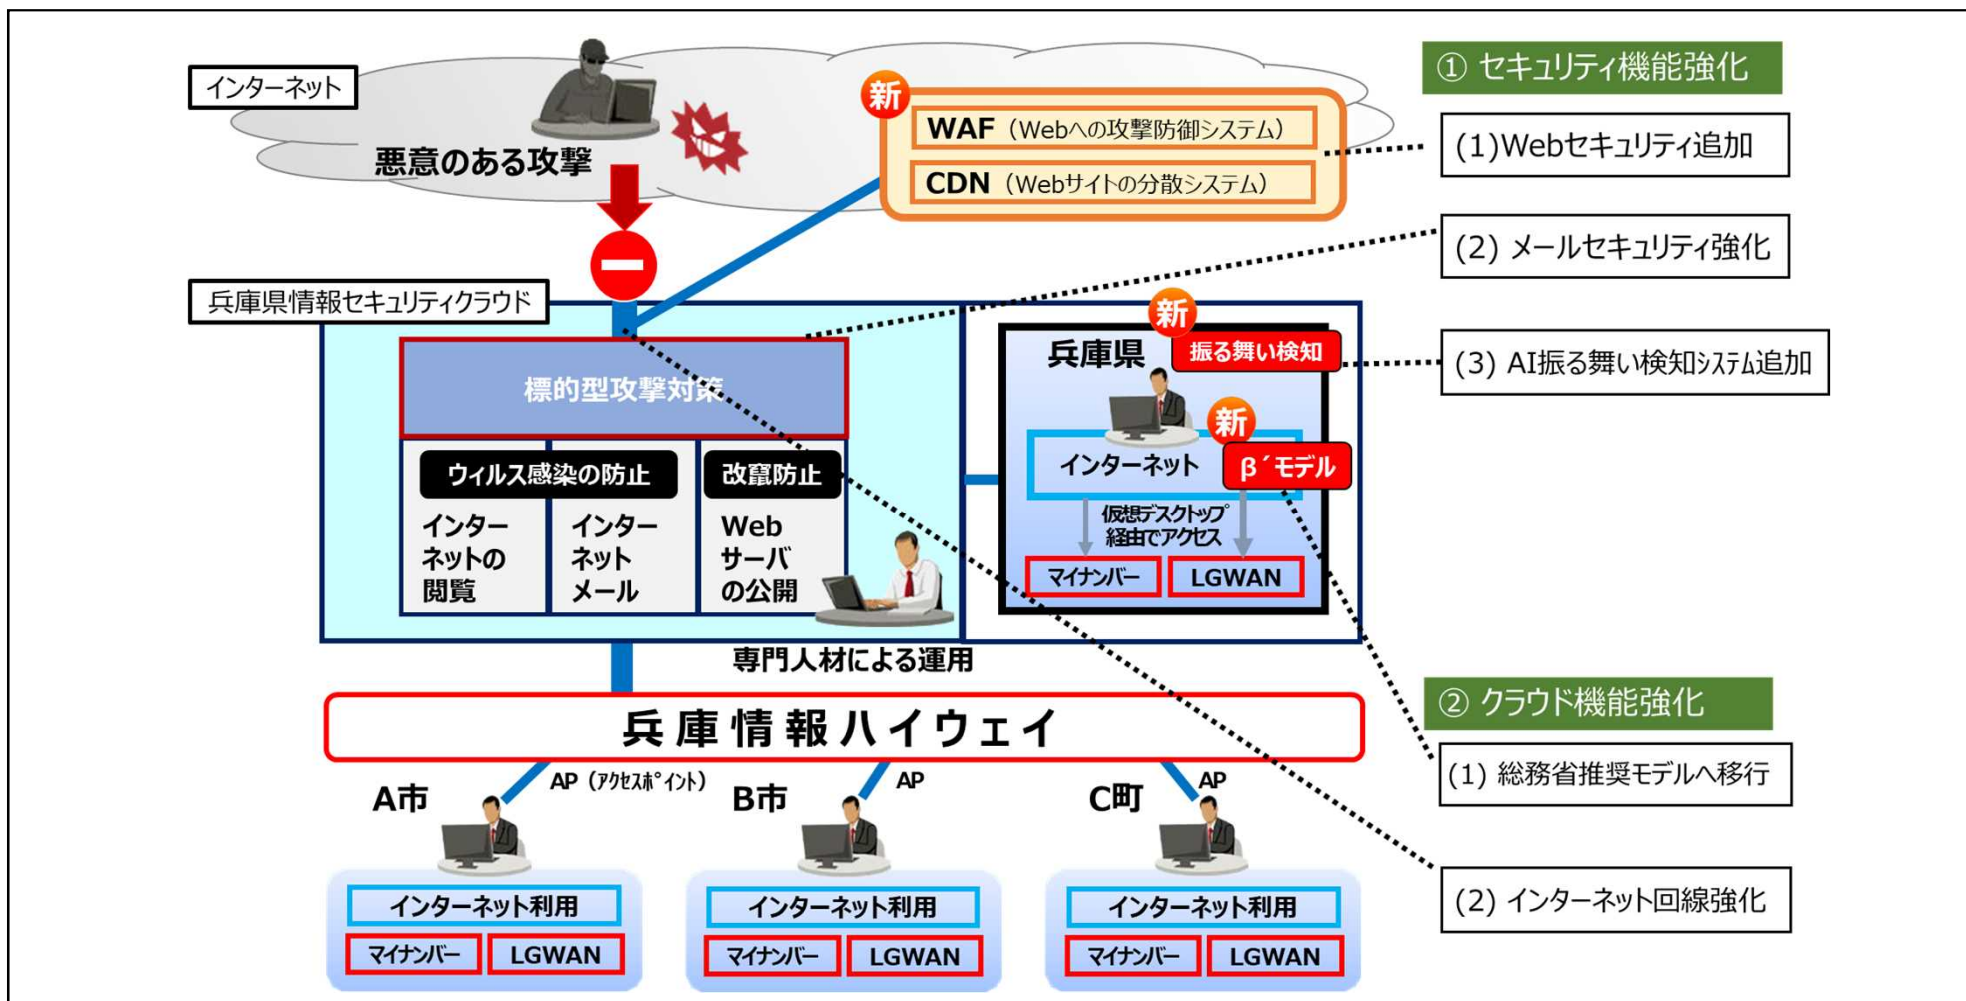 インターネット
悪意のある攻撃
新
WAF（Webへの攻撃防御システム）
CDN（Webサイトの分散システム）
① セキュリティ機能強化
(1)Webセキュリティ追加
(2) メールセキュリティ強化
(3) AI振る舞い検知ｼｽﾃﾑ追加
兵庫県情報セキュリティクラウド
標的型攻撃対策
ウィルス感染の防止
改竄防止
インター
ネットの
閲覧
インター
ネット
メール
Web
サーバ
の公開
専門人材による運用
新
兵庫県
振る舞い検知
新
インターネット
β´モデル
仮想デスクトップ
経由でアクセス
マイナンバー
LGWAN
② クラウド機能強化
(1) 総務省推奨モデルへ移行
(2) インターネット回線強化
兵庫情報ハイウェイ
A市
AP（ｱｸｾｽﾎﾟｲﾝﾄ）
インターネット利用
マイナンバー
LGWAN
B市
AP
インターネット利用
マイナンバー
LGWAN
C町
AP
インターネット利用
マイナンバー
LGWAN